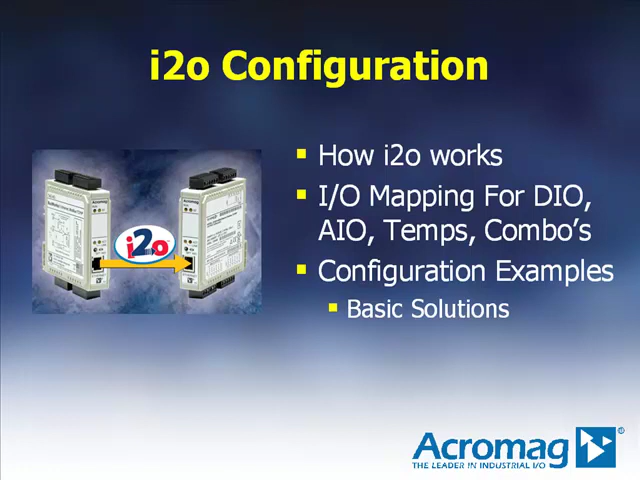 i2o Configuration
How i2o works
I/O Mapping For DIO,
AIO, Temps, Combo's
Configuration Examples
Basic Solutions
i2o
Acromag
THE LEADER IN INDUSTRIAL I/O